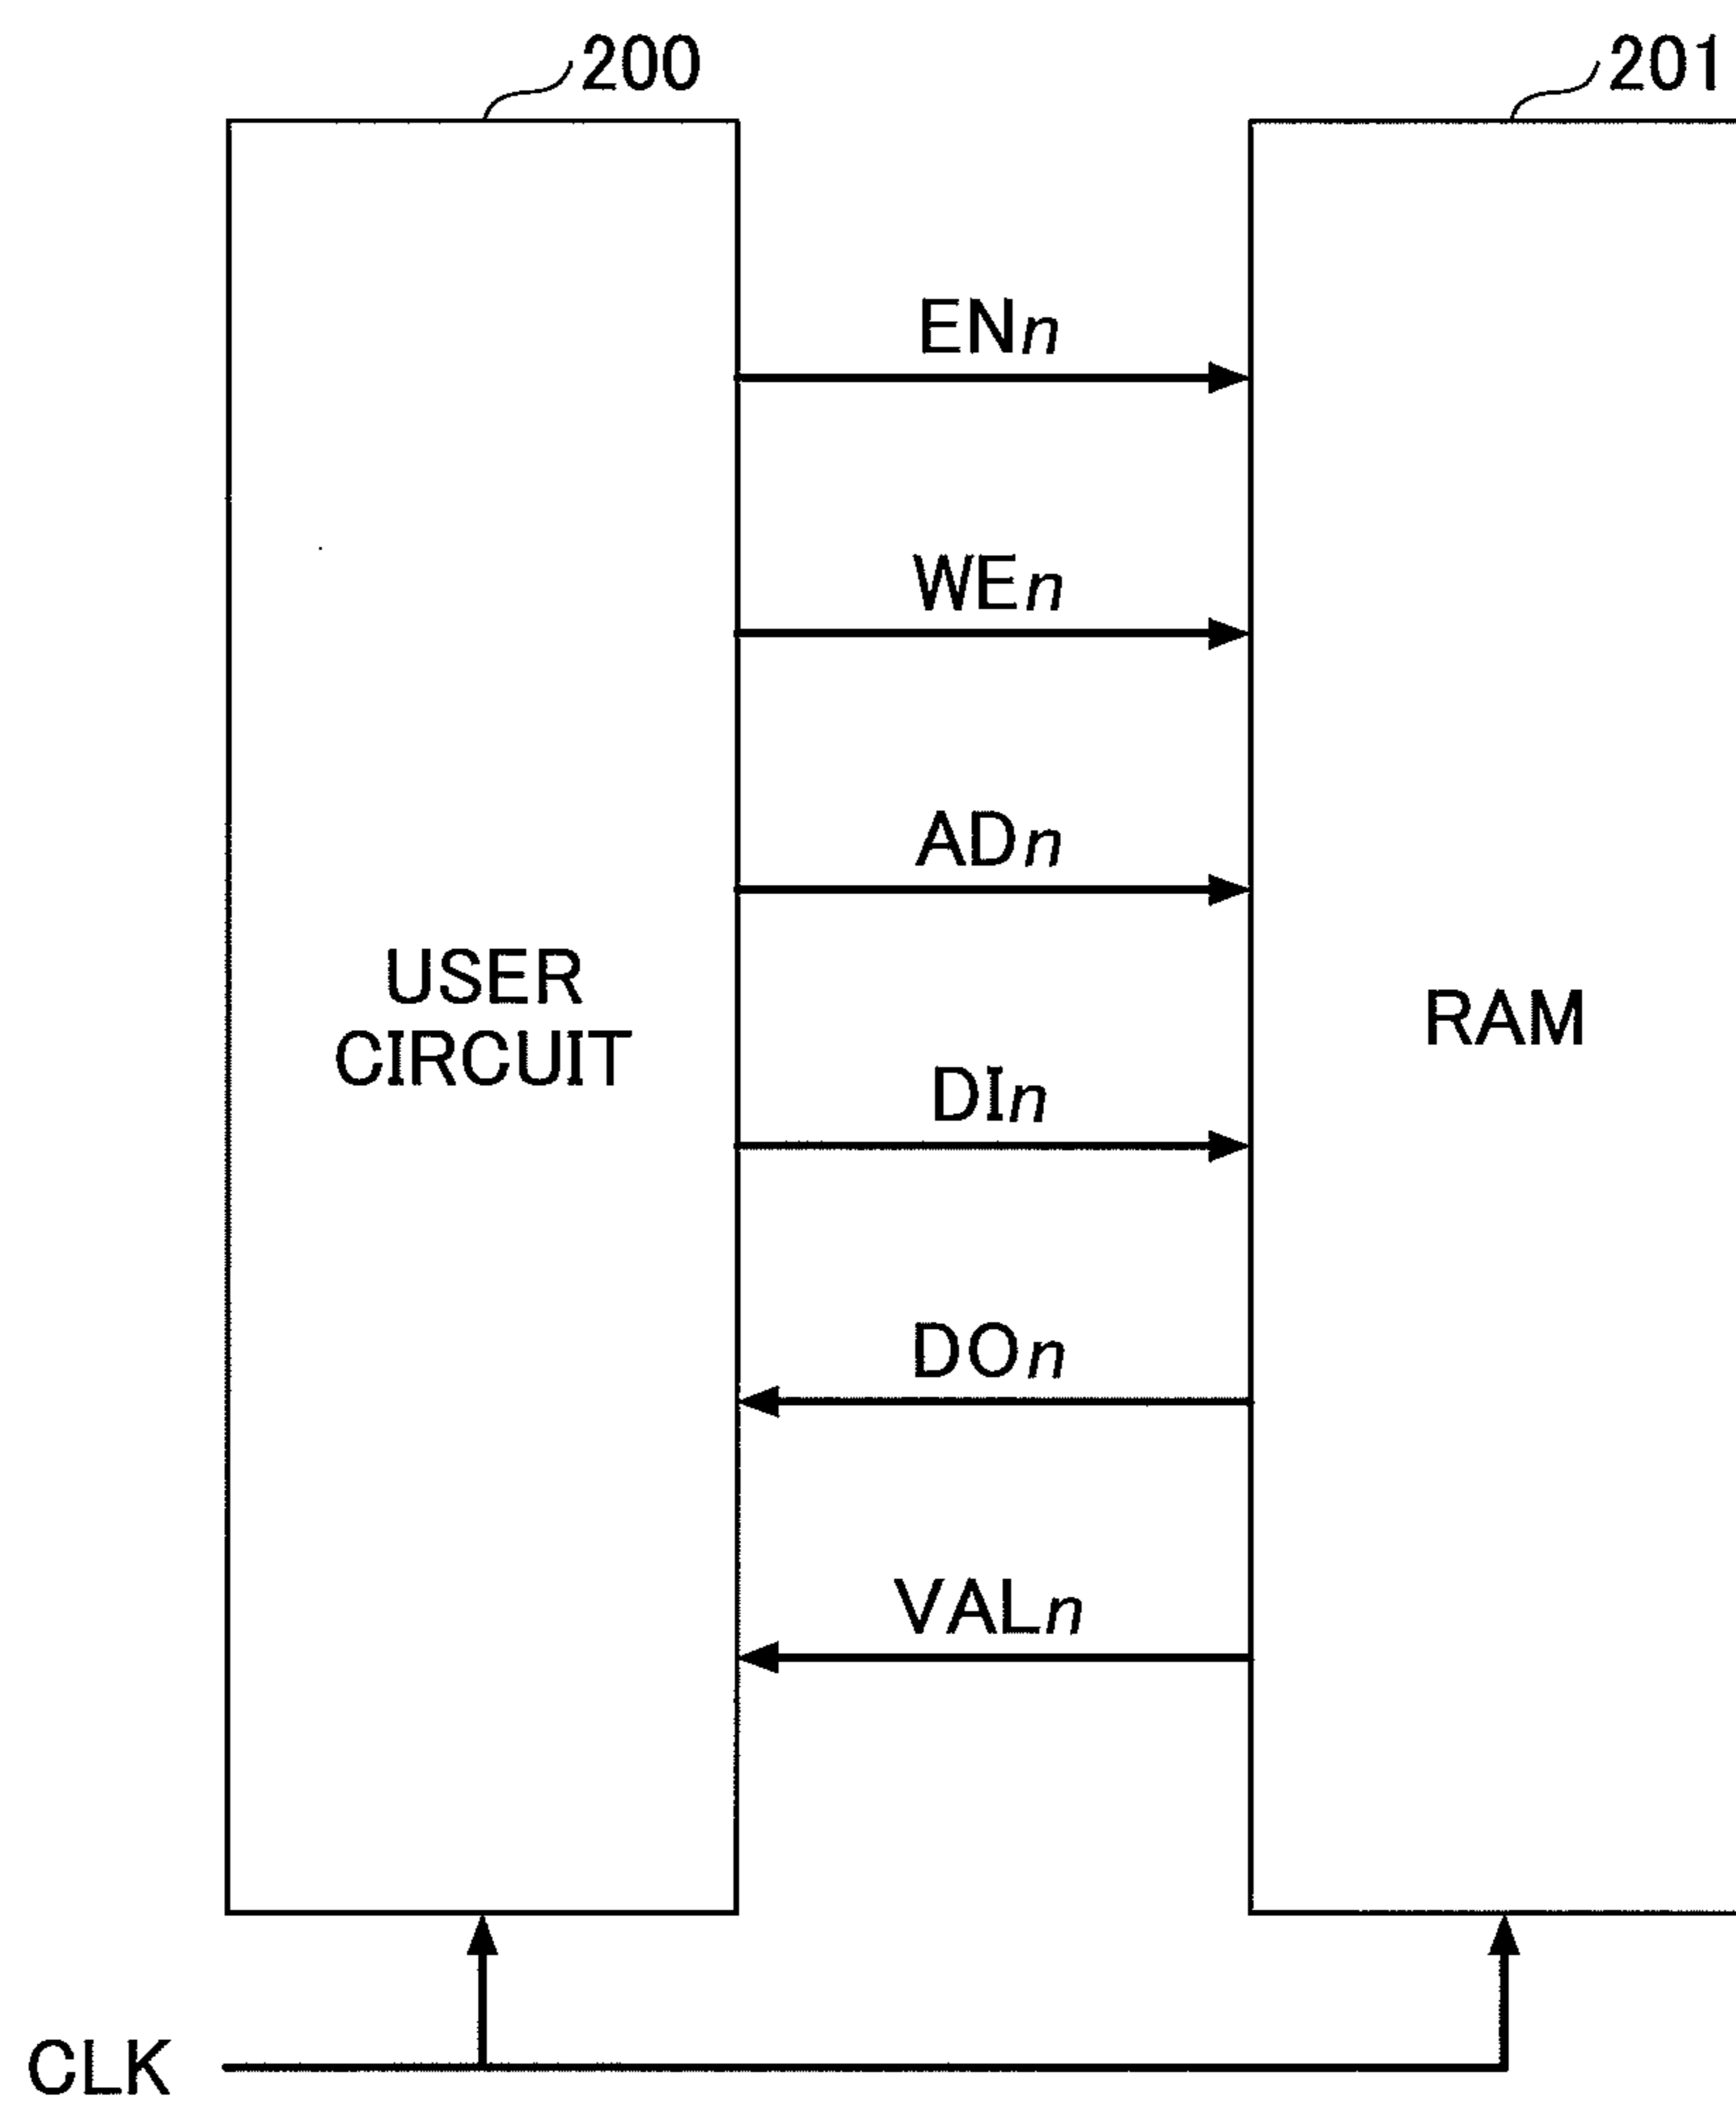 200
201
ENn
WEn
ADn
USER
CIRCUIT
RAM
DIn
DOn
VALn
CLK